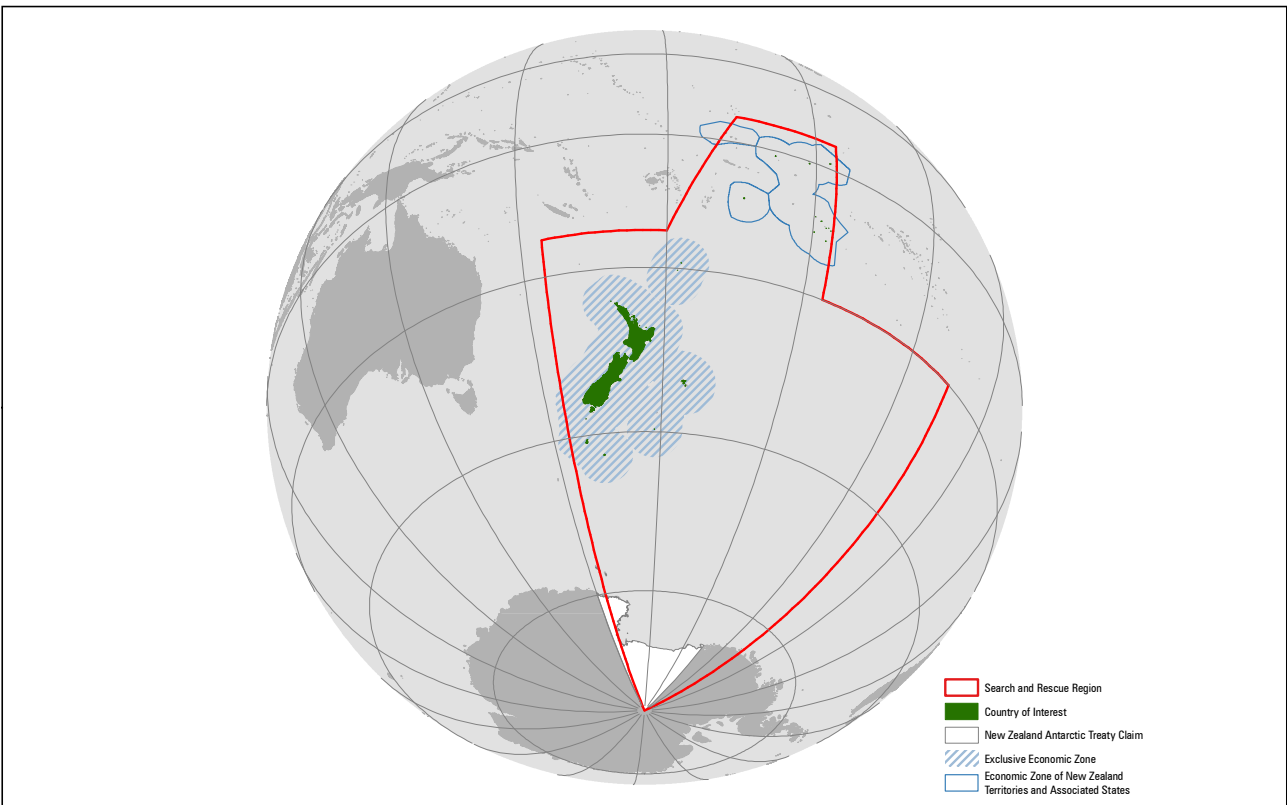 Search and Rescue Region
Country of Interest
New Zealand Antarctic Treaty Claim
Exclusive Economic Zone
Economic Zone of New Zealand
Territories and Associated States